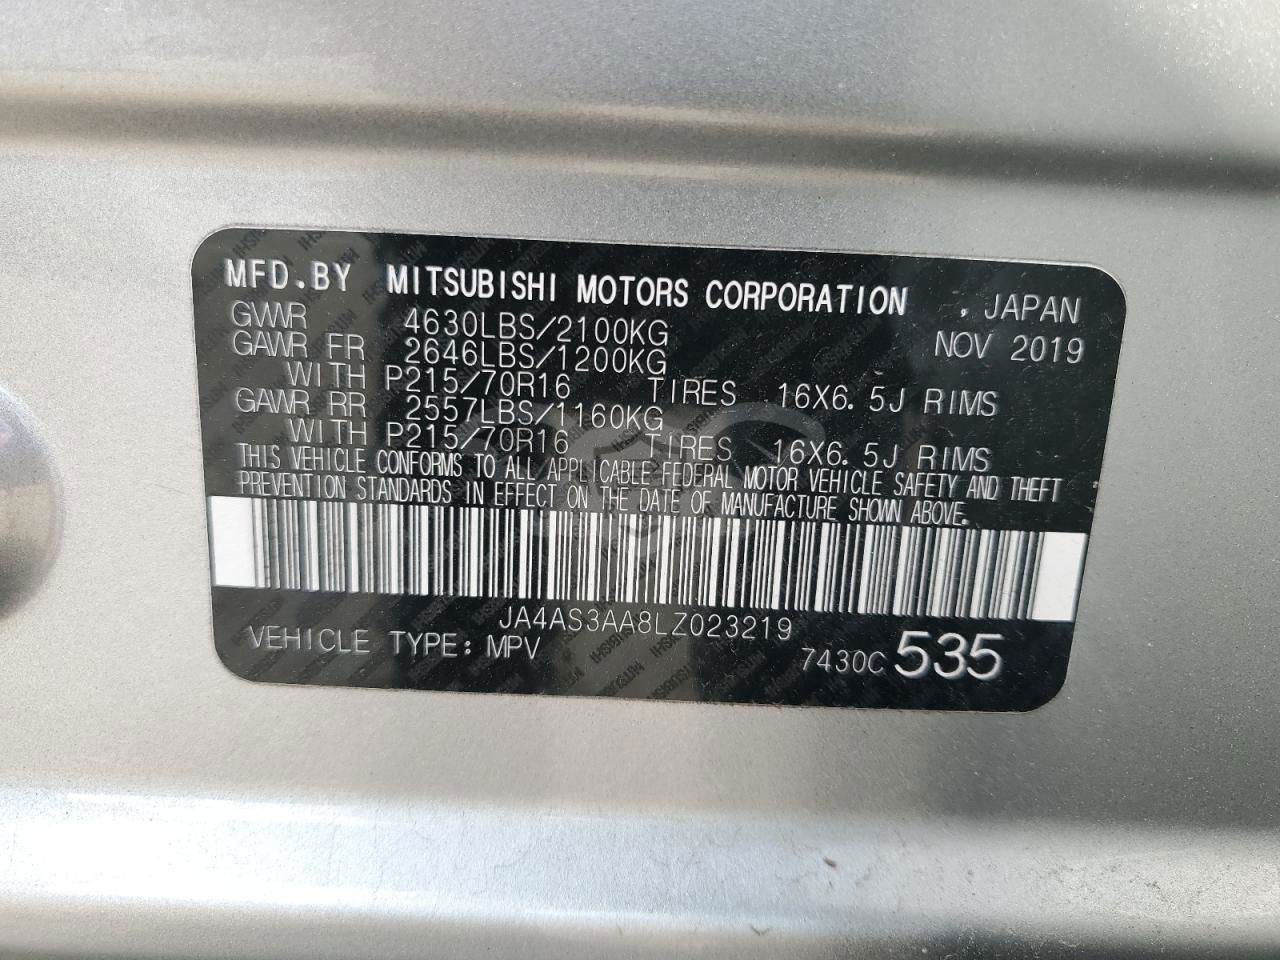 MFD.BY MITSUBISHI MOTORS CORPORATION , JAPAN
GVWR 4630LBS/2100KG NOV 2019
GAWR FR 2646LBS/1200KG
WITH P215/70R16 TIRES 16X6.5J RIMS
GAWR RR 2557LBS/1160KG
WITH P215/70R16 TIRES 16X6.5J RIMS
THIS VEHICLE CONFORMS TO ALL APPLICABLE FEDERAL MOTOR VEHICLE SAFETY AND THEFT
PREVENTION STANDARDS IN EFFECT ON THE DATE OF MANUFACTURE SHOWN ABOVE.
JA4AS3AA8LZ023219
VEHICLE TYPE: MPV 7430C 535